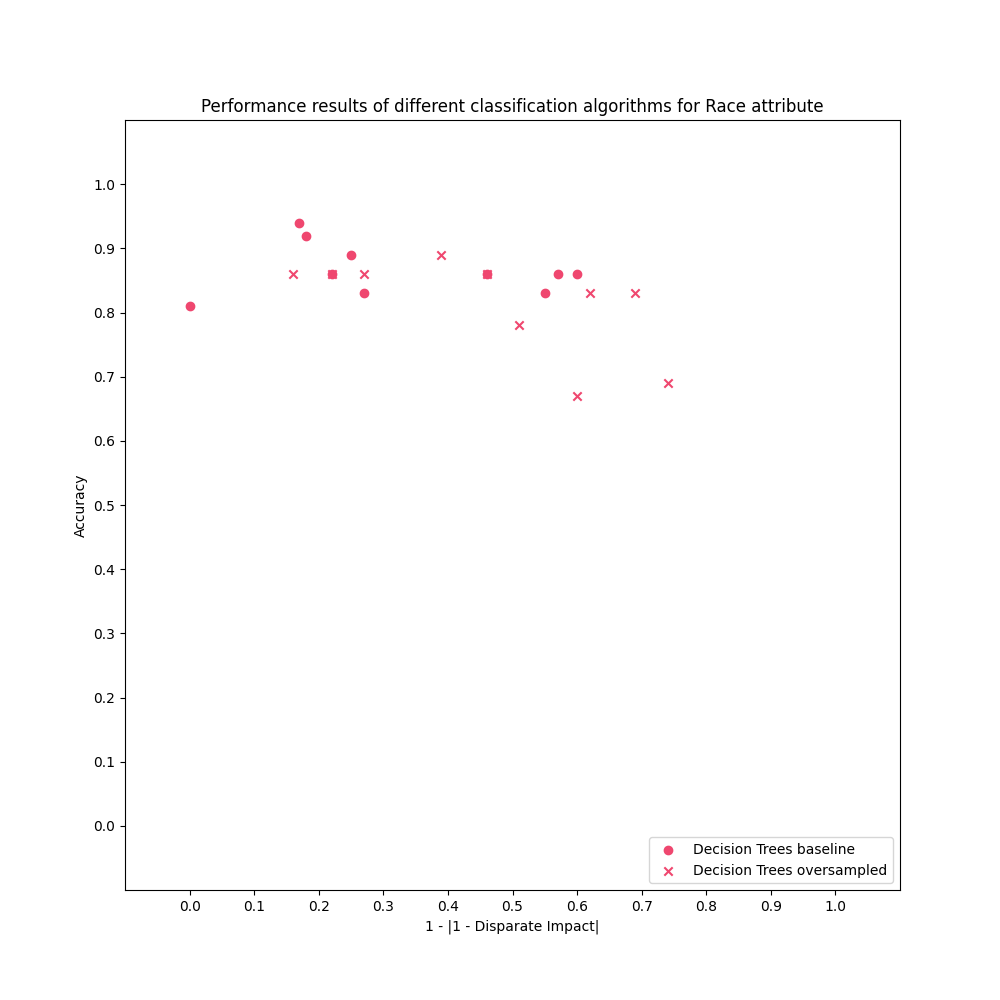 Performance results of different classification algorithms for Race attribute
1.0
0.9
0.8
0.7
0.6
0.5
0.4
0.3
0.2
0.1
0.0
Accuracy
Decision Trees baseline
Decision Trees oversampled
0.0 0.1 0.2 0.3 0.4 0.5 0.6 0.7 0.8 0.9 1.0
1 - |1 - Disparate Impact|